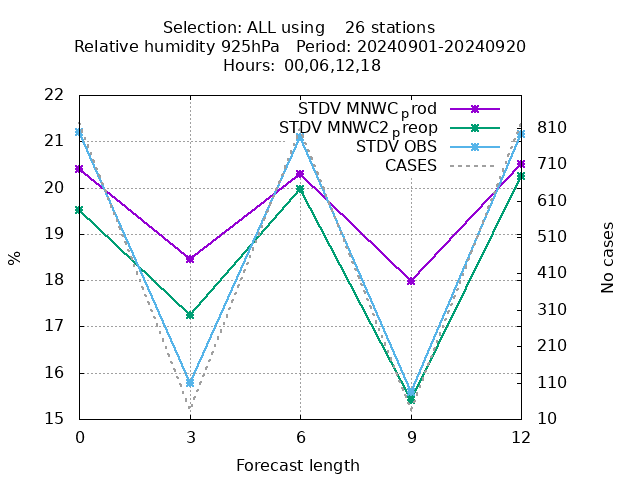 Selection: ALL using    26 stations
Relative humidity 925hPa   Period: 20240901-20240920
Hours: 00,06,12,18
STDV MNWC_prod
STDV MNWC2_preop
STDV OBS
CASES
22
21
20
19
18
17
16
15
%
810
710
610
510
410
310
210
110
10
No cases
0 3 6 9 12
Forecast length